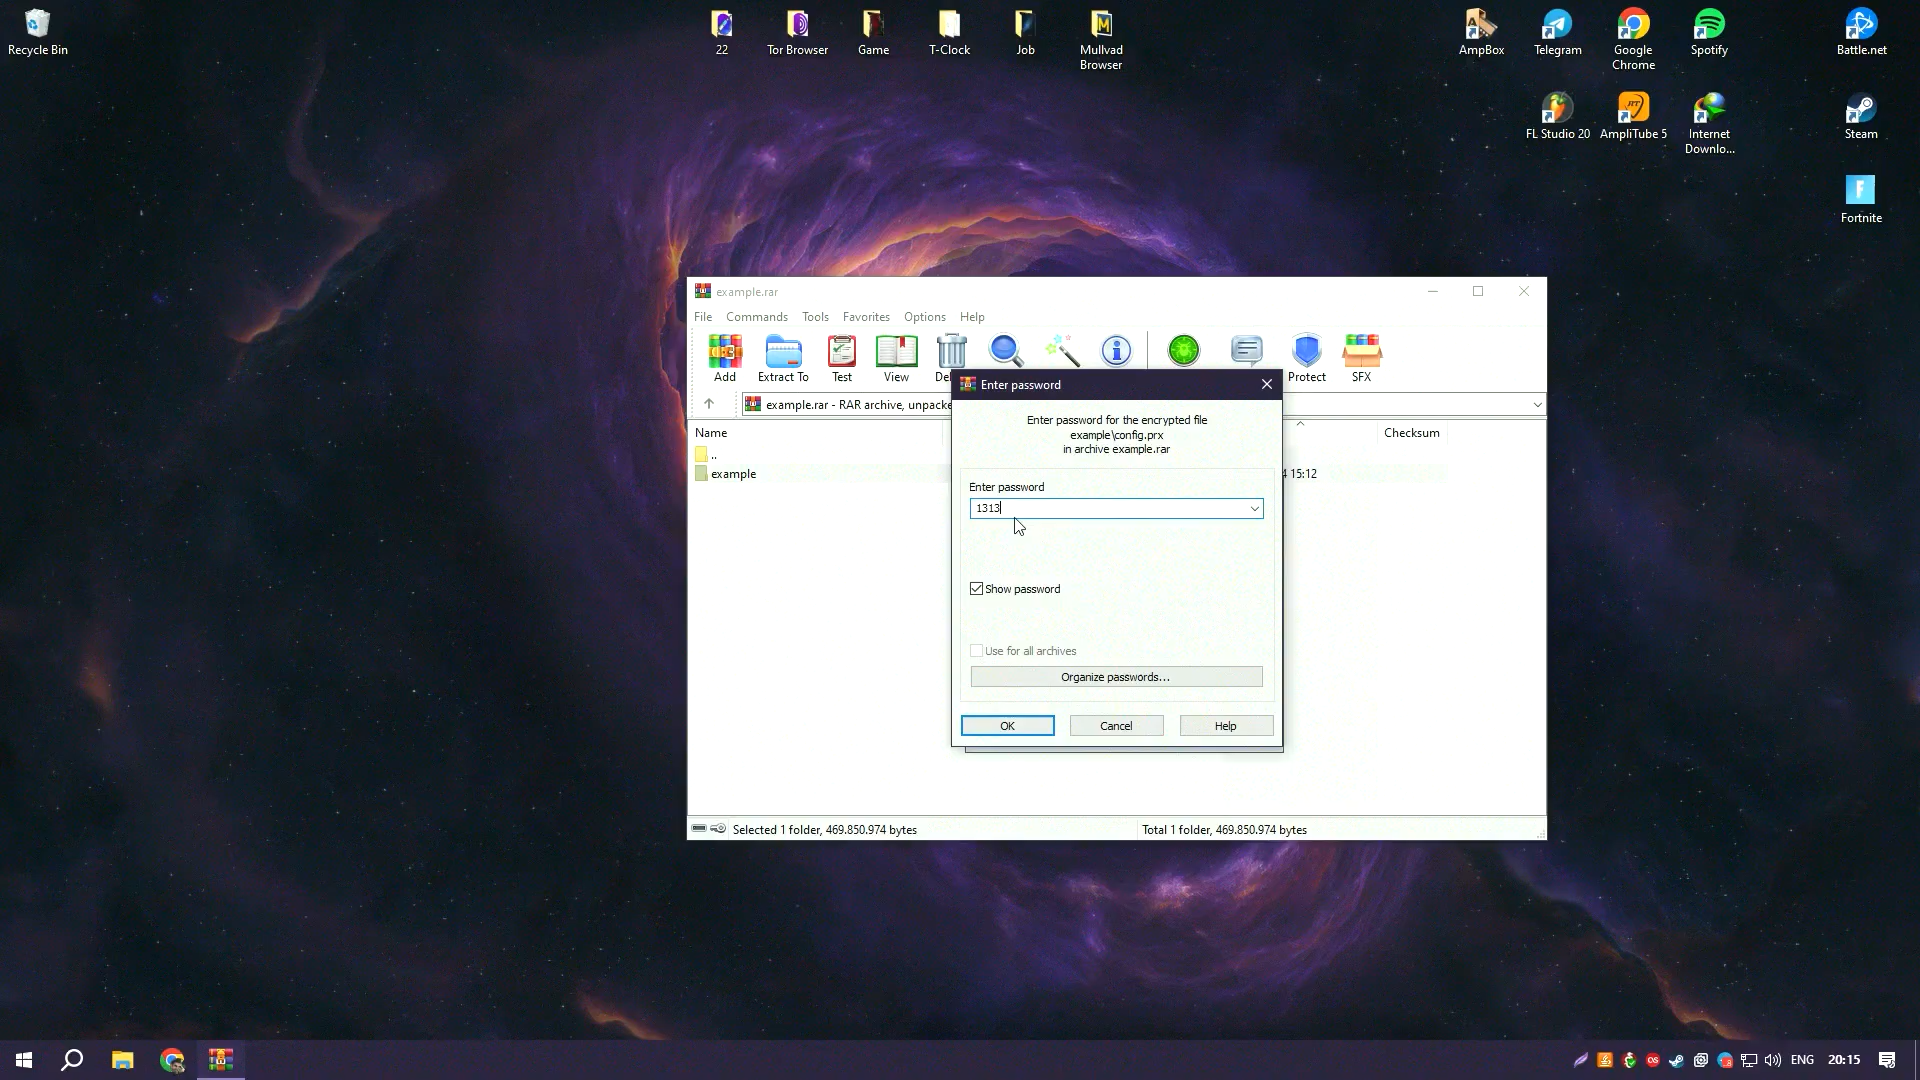 Recycle Bin
22
Tor Browser
Game
T-Clock
Job
Mullvad
Browser
AmpBox
Telegram
Google
Chrome
Spotify
Battle.net
FL Studio 20
AmpliTube 5
Internet
Downlo...
Steam
Fortnite
example.rar
File Commands Tools Favorites Options Help
Add Extract To Test View Del Protect SFX
example.rar - RAR archive, unpacke
Name Checksum
..
example
4 15:12
Enter password
Enter password for the encrypted file
example\config.prx
in archive example.rar
Enter password
1313
Show password
Use for all archives
Organize passwords...
OK Cancel Help
Selected 1 folder, 469.850.974 bytes
Total 1 folder, 469.850.974 bytes
ENG 20:15